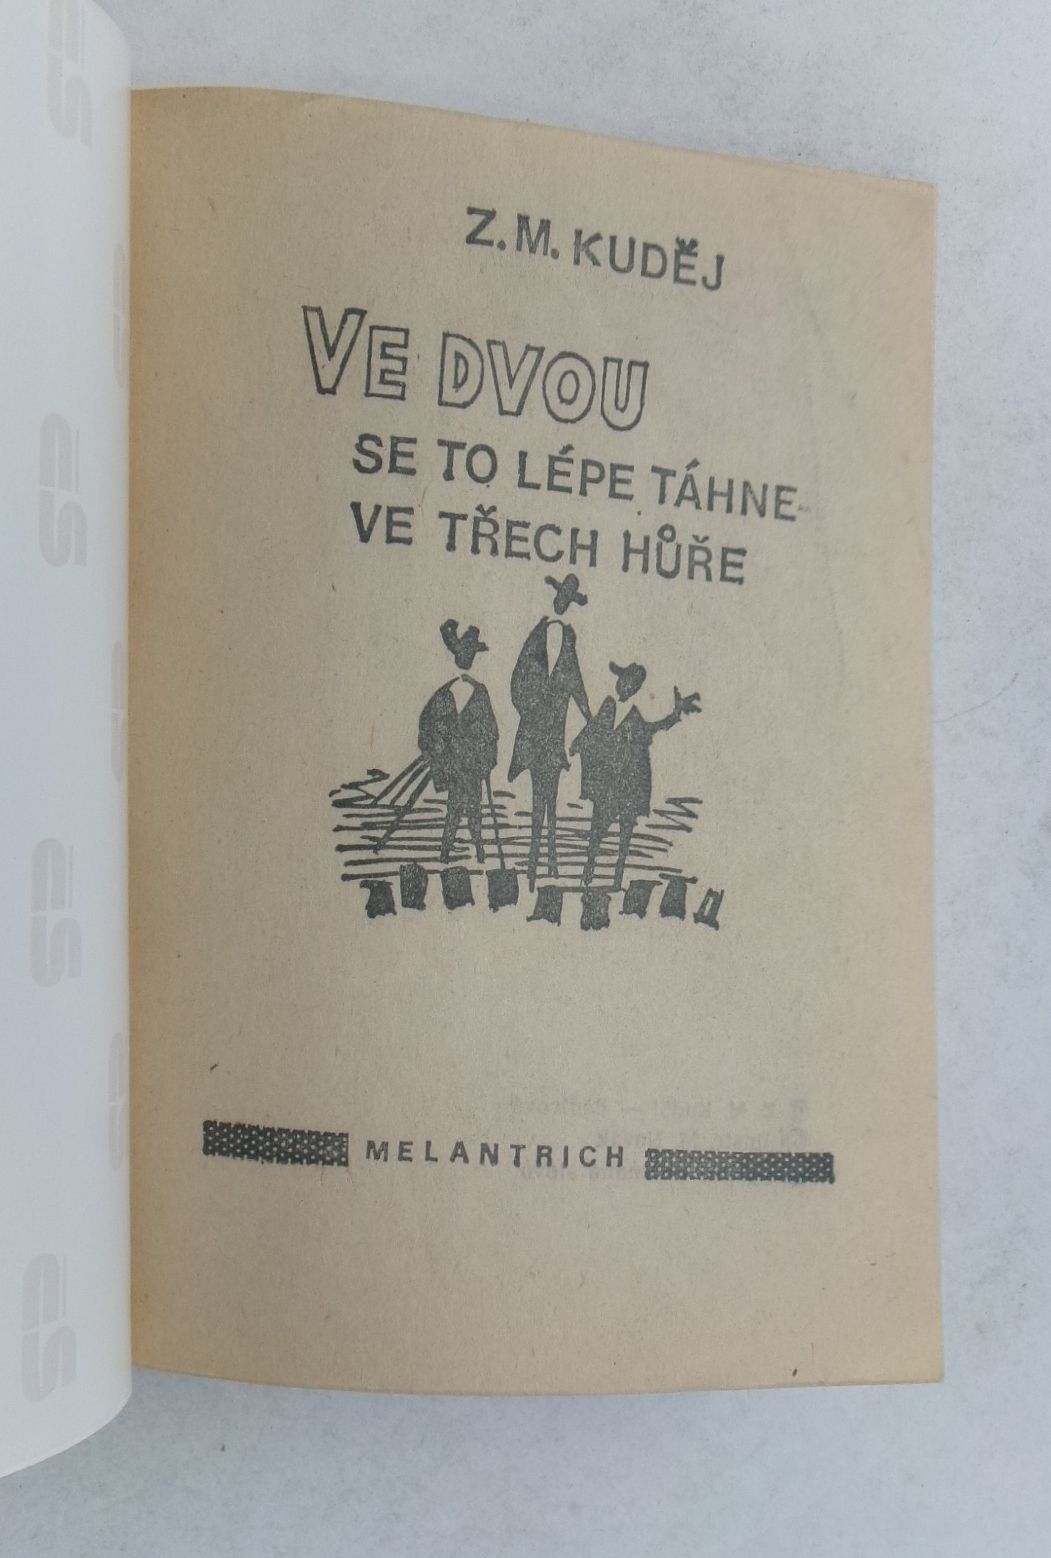 Z. M. KUDĚJ
VE DVOU
SE TO LÉPE TÁHNE-
VE TŘECH HŮŘE
MELANTRICH